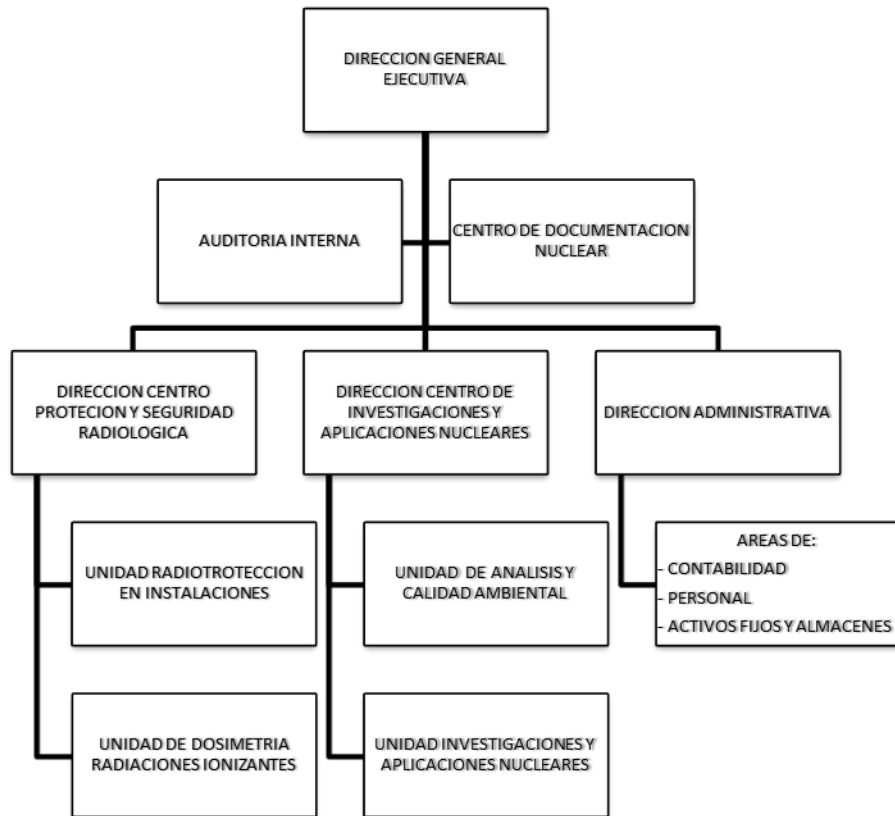 DIRECCION GENERAL
EJECUTIVA
AUDITORIA INTERNA
CENTRO DE DOCUMENTACION
NUCLEAR
DIRECCION CENTRO
PROTECION Y SEGURIDAD
RADIOLOGICA
DIRECCION CENTRO DE
INVESTIGACIONES Y
APLICACIONES NUCLEARES
DIRECCION ADMINISTRATIVA
UNIDAD RADIOTROTECCION
EN INSTALACIONES
UNIDAD DE ANALISIS Y
CALIDAD AMBIENTAL
AREAS DE:
- CONTABILIDAD
- PERSONAL
- ACTIVOS FIJOS Y ALMACENES
UNIDAD DE DOSIMETRIA
RADIACIONES IONIZANTES
UNIDAD INVESTIGACIONES Y
APLICACIONES NUCLEARES